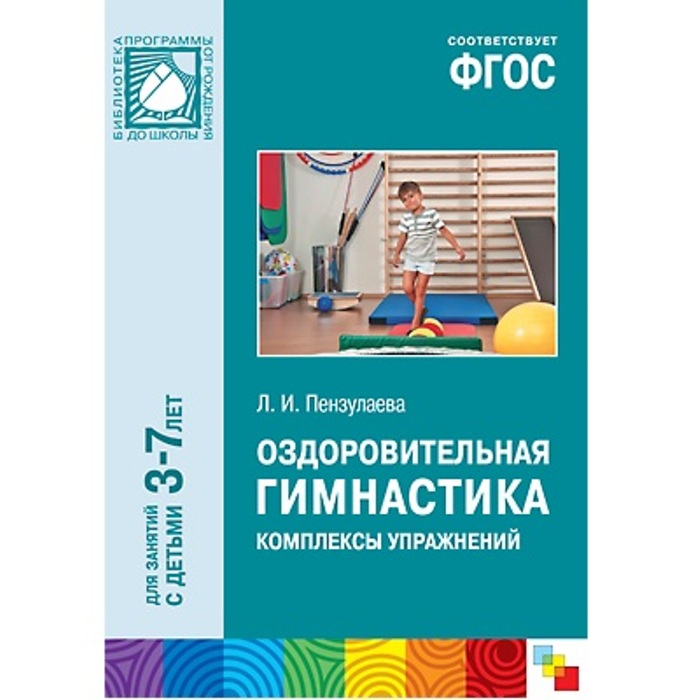 БИБЛИОТЕКА
ПРОГРАММЫ
ОТ РОЖДЕНИЯ
ДО ШКОЛЫ
СООТВЕТСТВУЕТ
ФГОС
Л. И. Пензулаева
ОЗДОРОВИТЕЛЬНАЯ
ГИМНАСТИКА
КОМПЛЕКСЫ УПРАЖНЕНИЙ
ДЛЯ ЗАНЯТИЙ
С ДЕТЬМИ 3-7 ЛЕТ